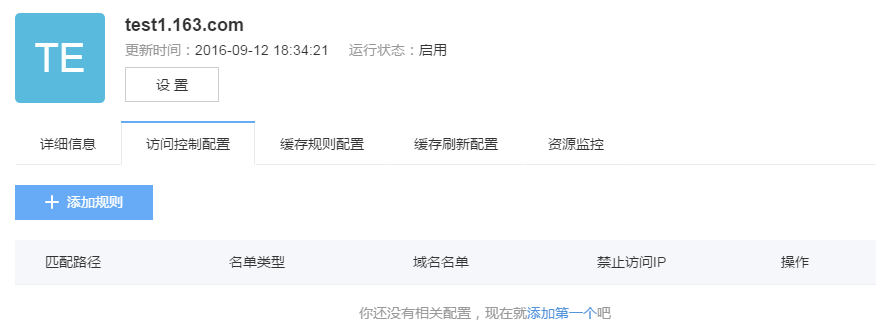 TE
test1.163.com
更新时间：2016-09-12 18:34:21 运行状态：启用
设 置
详细信息 访问控制配置 缓存规则配置 缓存刷新配置 资源监控
添加规则
匹配路径 名单类型 域名名单 禁止访问IP 操作
你还没有相关配置，现在就添加第一个吧